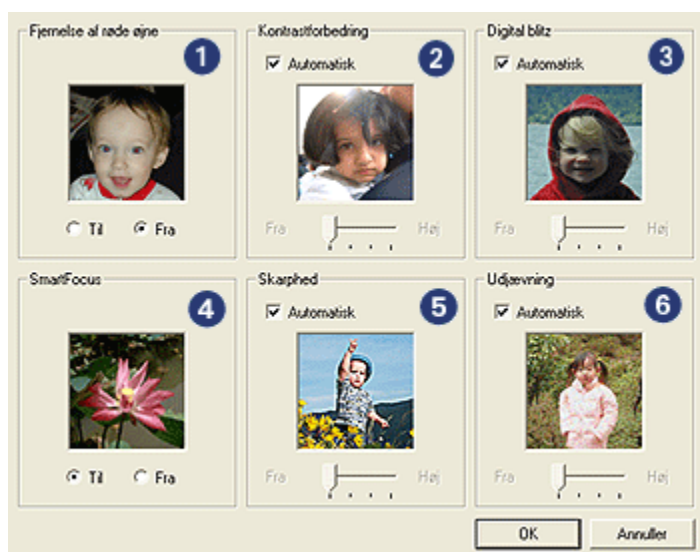 Fjernelse af røde øjne
1
Til Fra
Kontrastforbedring
2
Automatisk
Fra Høj
Digital blitz
3
Automatisk
Fra Høj
SmartFocus
4
Til Fra
Skarphed
5
Automatisk
Fra Høj
Udjævning
6
Automatisk
Fra Høj
OK Annuller